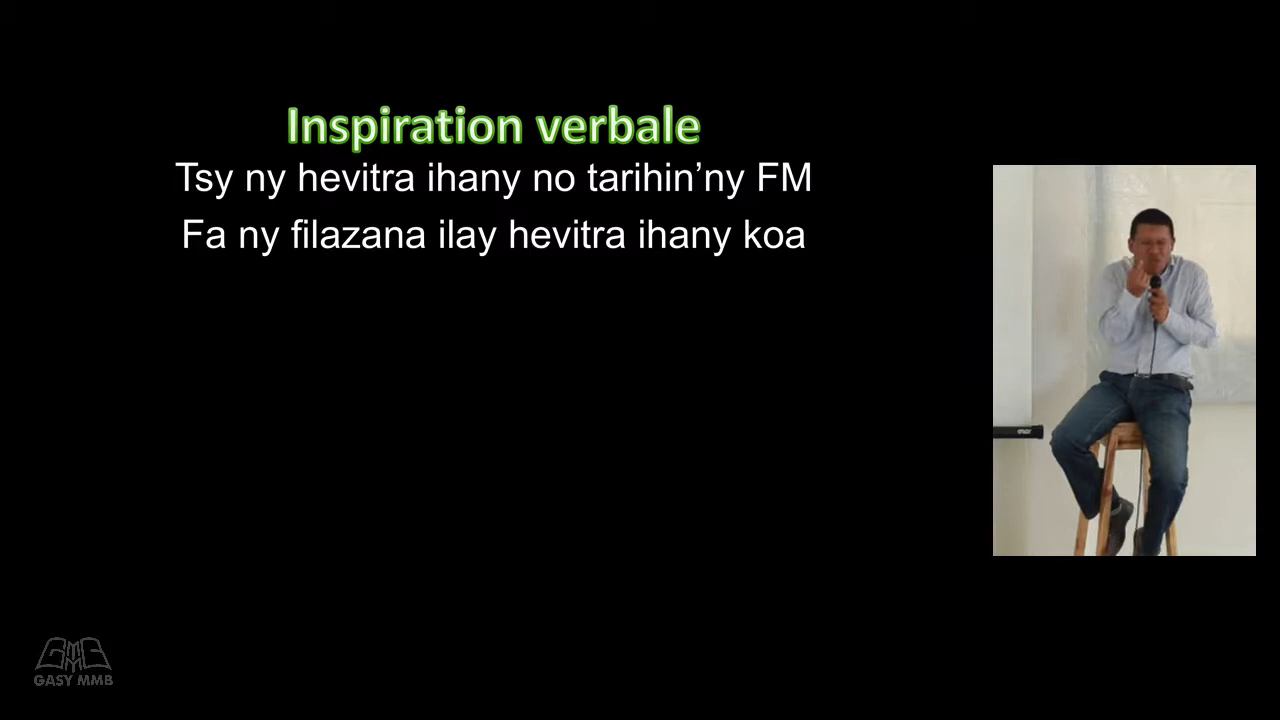 Inspiration verbale
Tsy ny hevitra ihany no tarihin’ny FM
Fa ny filazana ilay hevitra ihany koa
GASY MMB